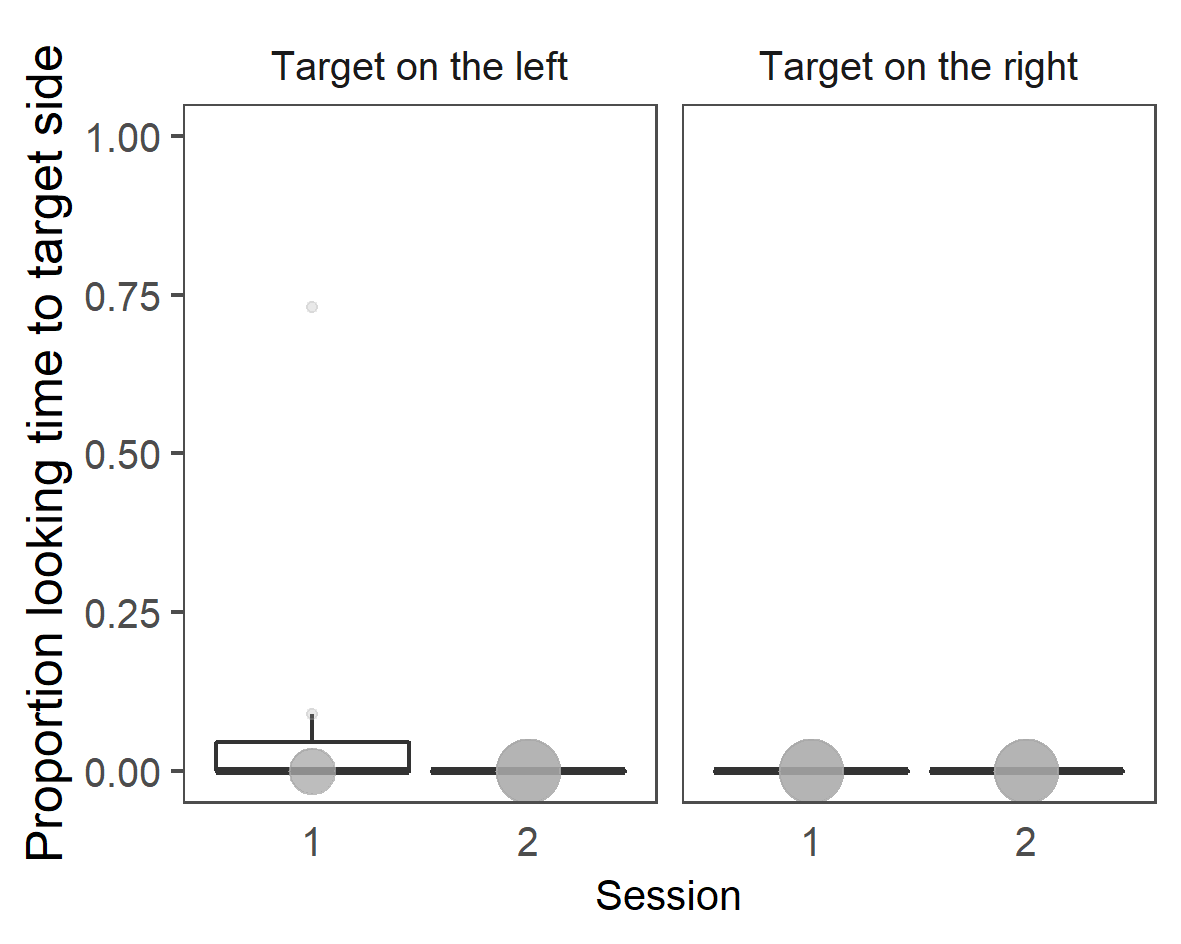 Target on the left
Target on the right
Proportion looking time to target side
1.00
0.75
0.50
0.25
0.00
1
2
1
2
Session